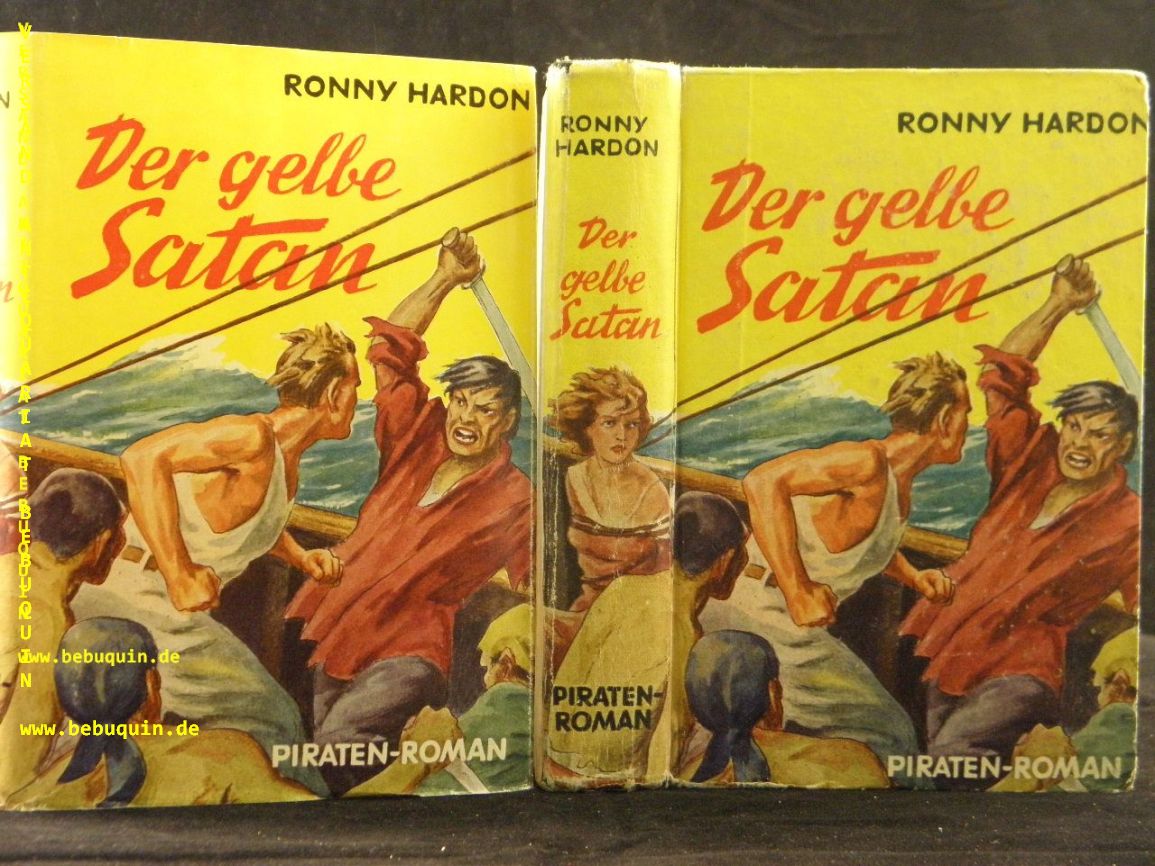 RONNY HARDON
Der gelbe
Satan
PIRATEN-ROMAN
RONNY
HARDON
Der
gelbe
Satan
PIRATEN-
ROMAN
RONNY HARDON
Der gelbe
Satan
PIRATEN-ROMAN
www.bebuquin.de
www.bebuquin.de